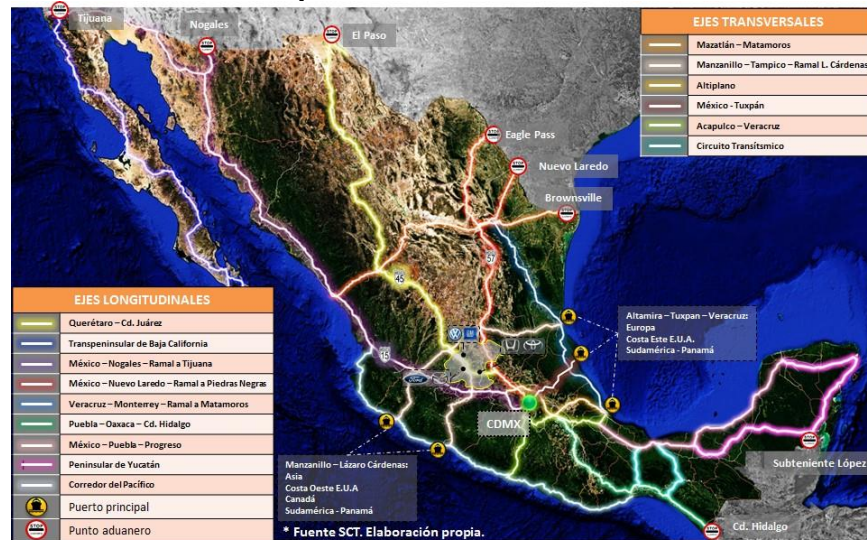 Tijuana
Nogales
El Paso
Eagle Pass
Nuevo Laredo
Brownsville
EJES TRANSVERSALES
Mazatlán – Matamoros
Manzanillo – Tampico – Ramal L. Cárdenas
Altiplano
México - Tuxpán
Acapulco – Veracruz
Circuito Transítsmico
57
45
15
EJES LONGITUDINALES
Querétaro – Cd. Juárez
Transpeninsular de Baja California
México – Nogales – Ramal a Tijuana
México – Nuevo Laredo – Ramal a Piedras Negras
Veracruz – Monterrey – Ramal a Matamoros
Puebla – Oaxaca – Cd. Hidalgo
México – Puebla – Progreso
Peninsular de Yucatán
Corredor del Pacífico
Puerto principal
Punto aduanero
Ford
GM
Altamira – Tuxpan – Veracruz:
Europa
Costa Este E.U.A.
Sudamérica - Panamá
CDMX
Manzanillo – Lázaro Cárdenas:
Asia
Costa Oeste E.U.A
Canadá
Sudamérica - Panamá
Subteniente López
Cd. Hidalgo
* Fuente SCT. Elaboración propia.